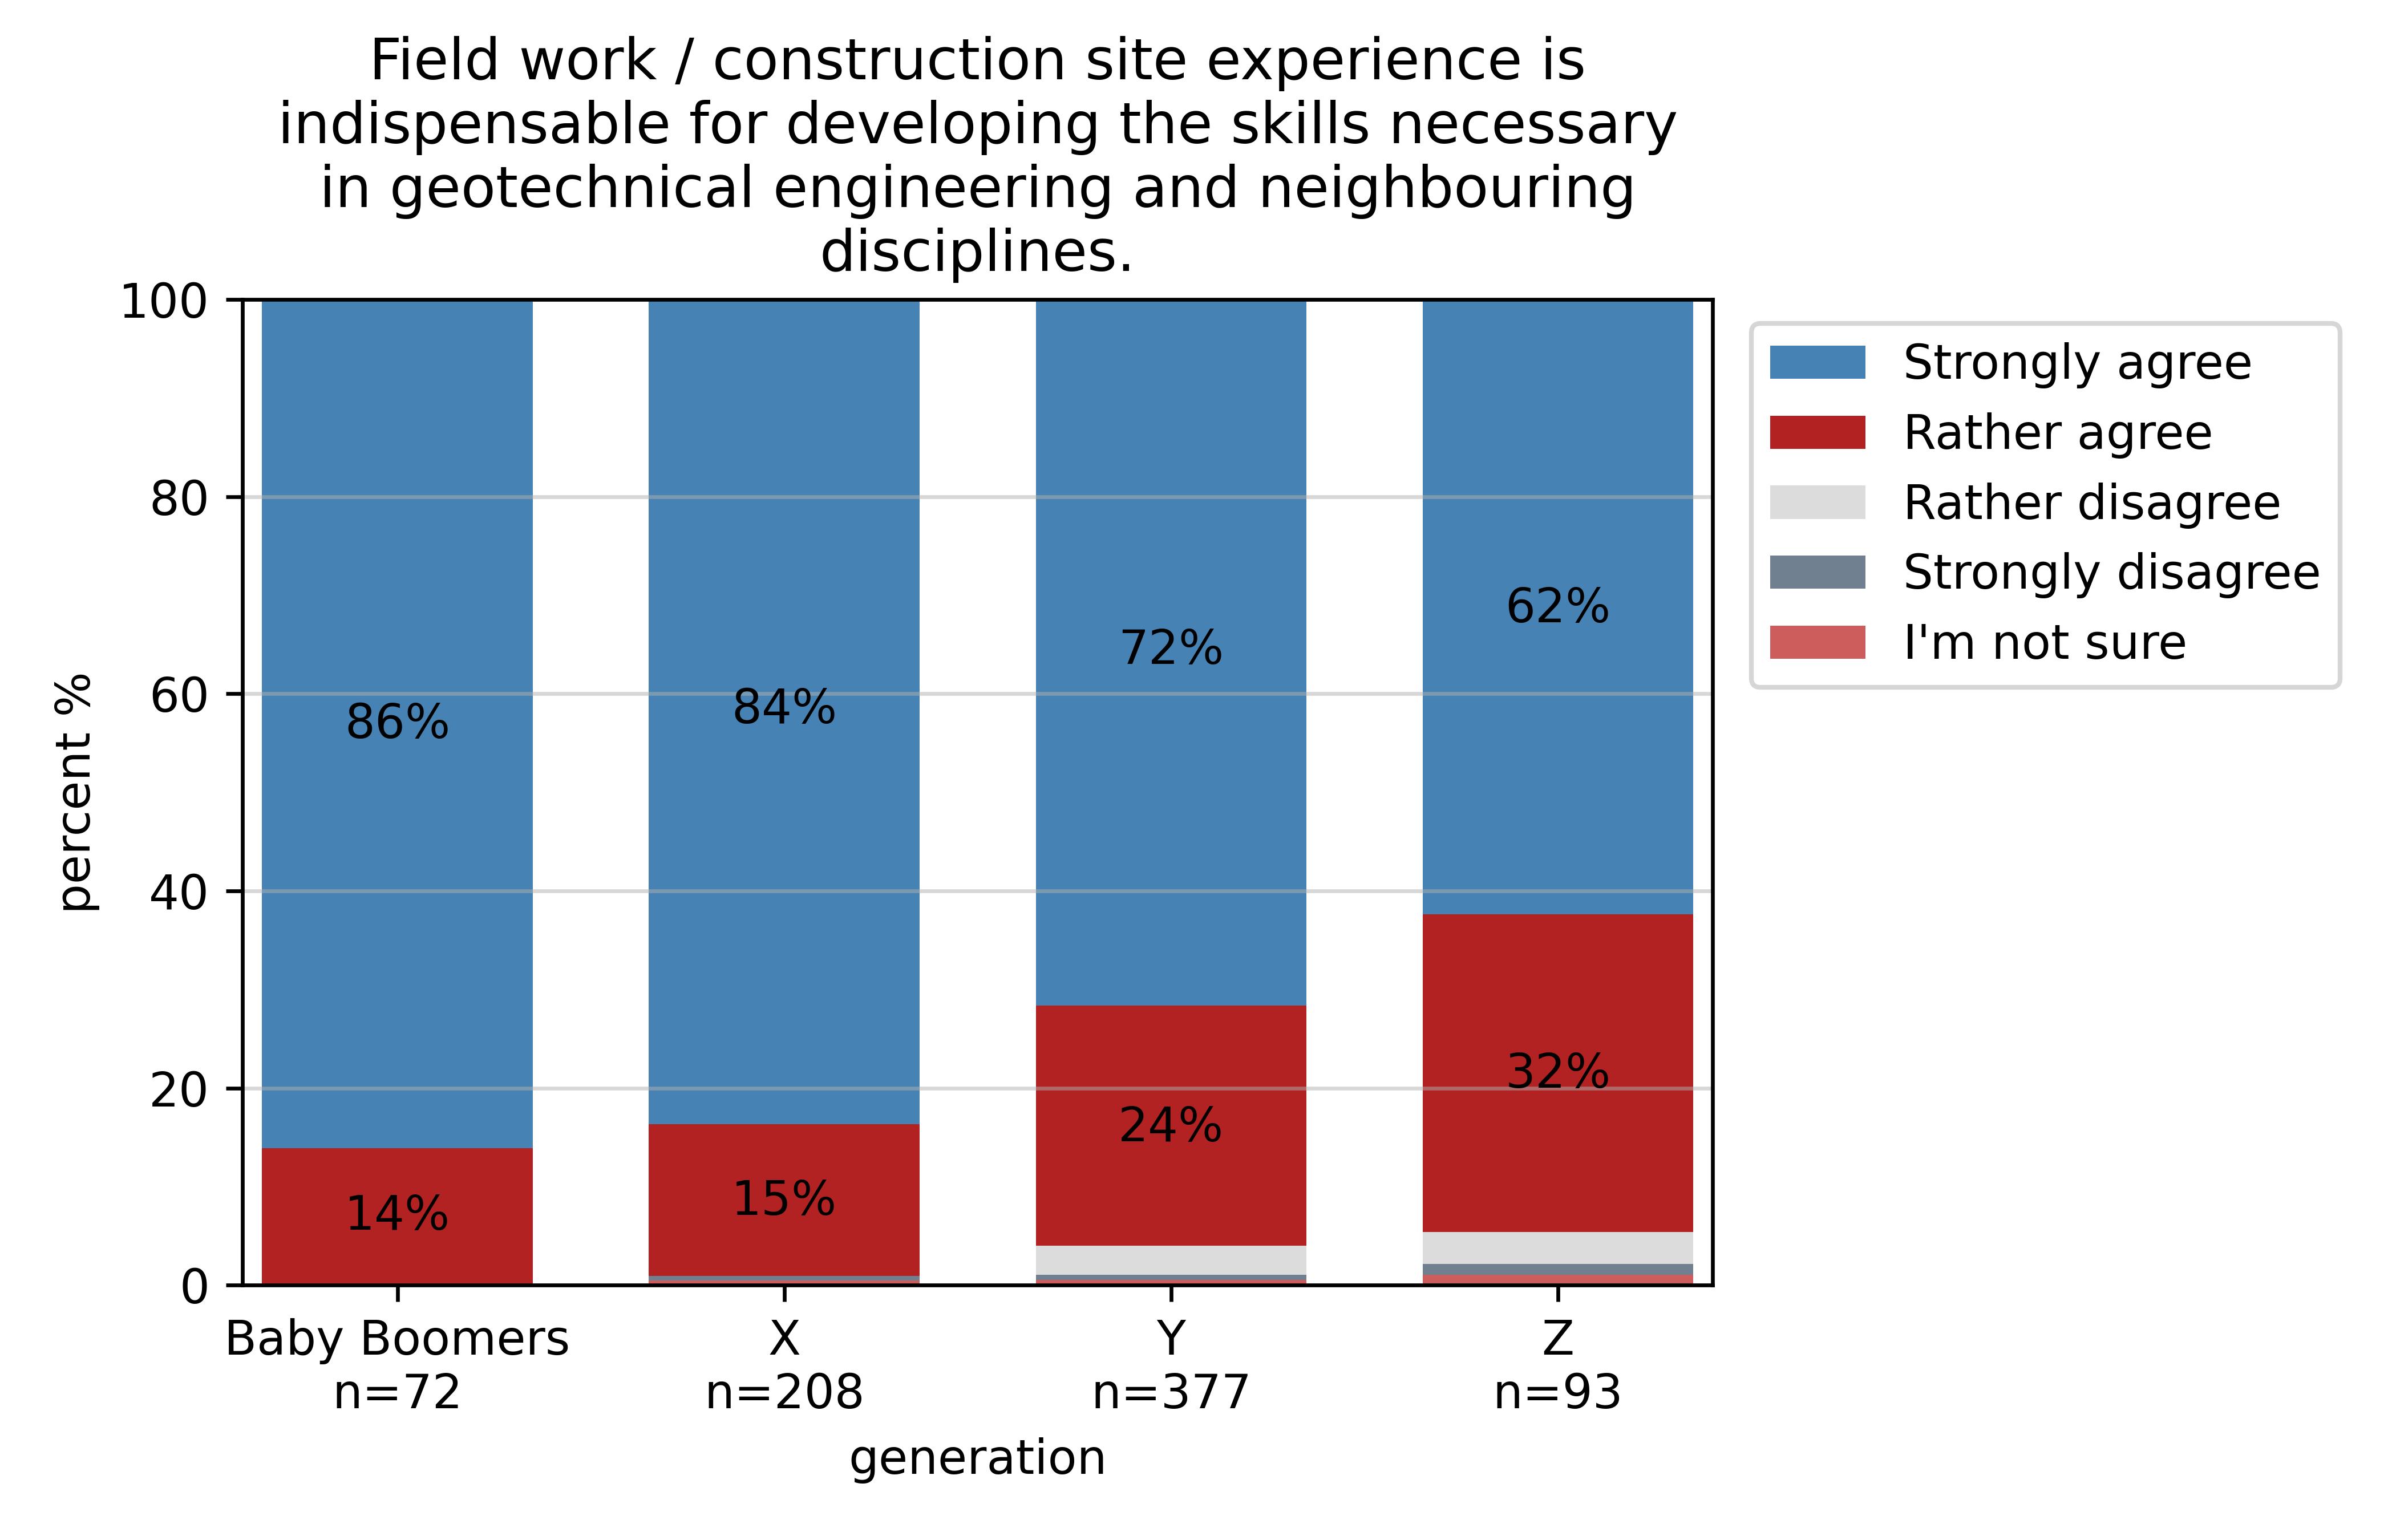 Field work / construction site experience is
indispensable for developing the skills necessary
in geotechnical engineering and neighbouring
disciplines.
100
80
60
40
20
0
percent %
86%
84%
72%
62%
14%
15%
24%
32%
Baby Boomers
n=72
X
n=208
Y
n=377
Z
n=93
generation
Strongly agree
Rather agree
Rather disagree
Strongly disagree
I'm not sure